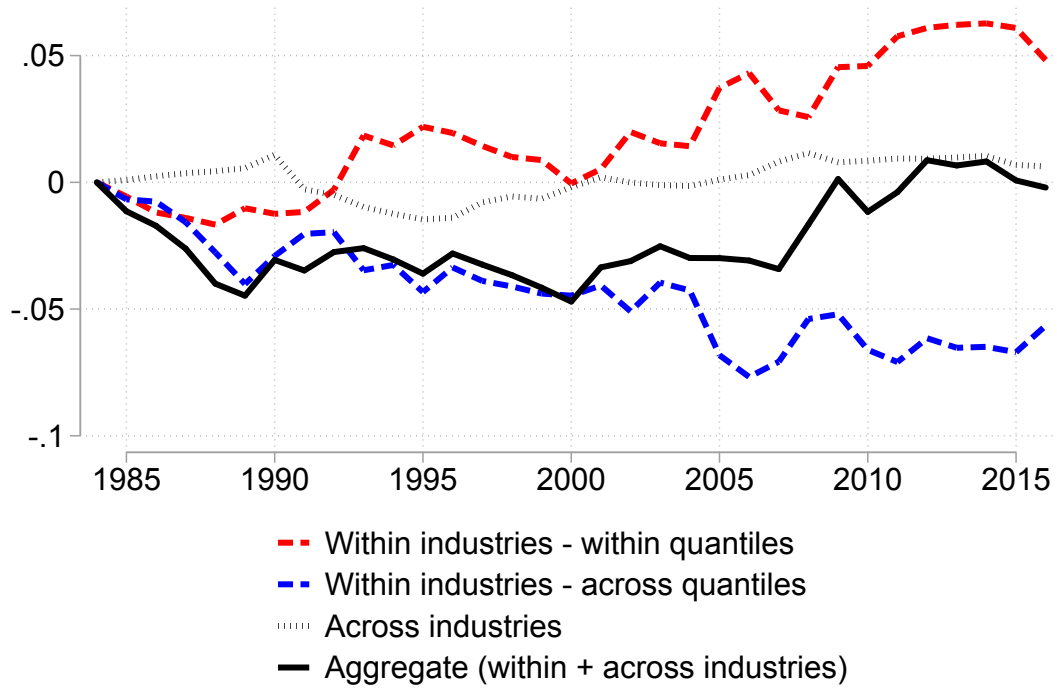 .05
0
-.05
-.1
1985 1990 1995 2000 2005 2010 2015
Within industries - within quantiles
Within industries - across quantiles
Across industries
Aggregate (within + across industries)